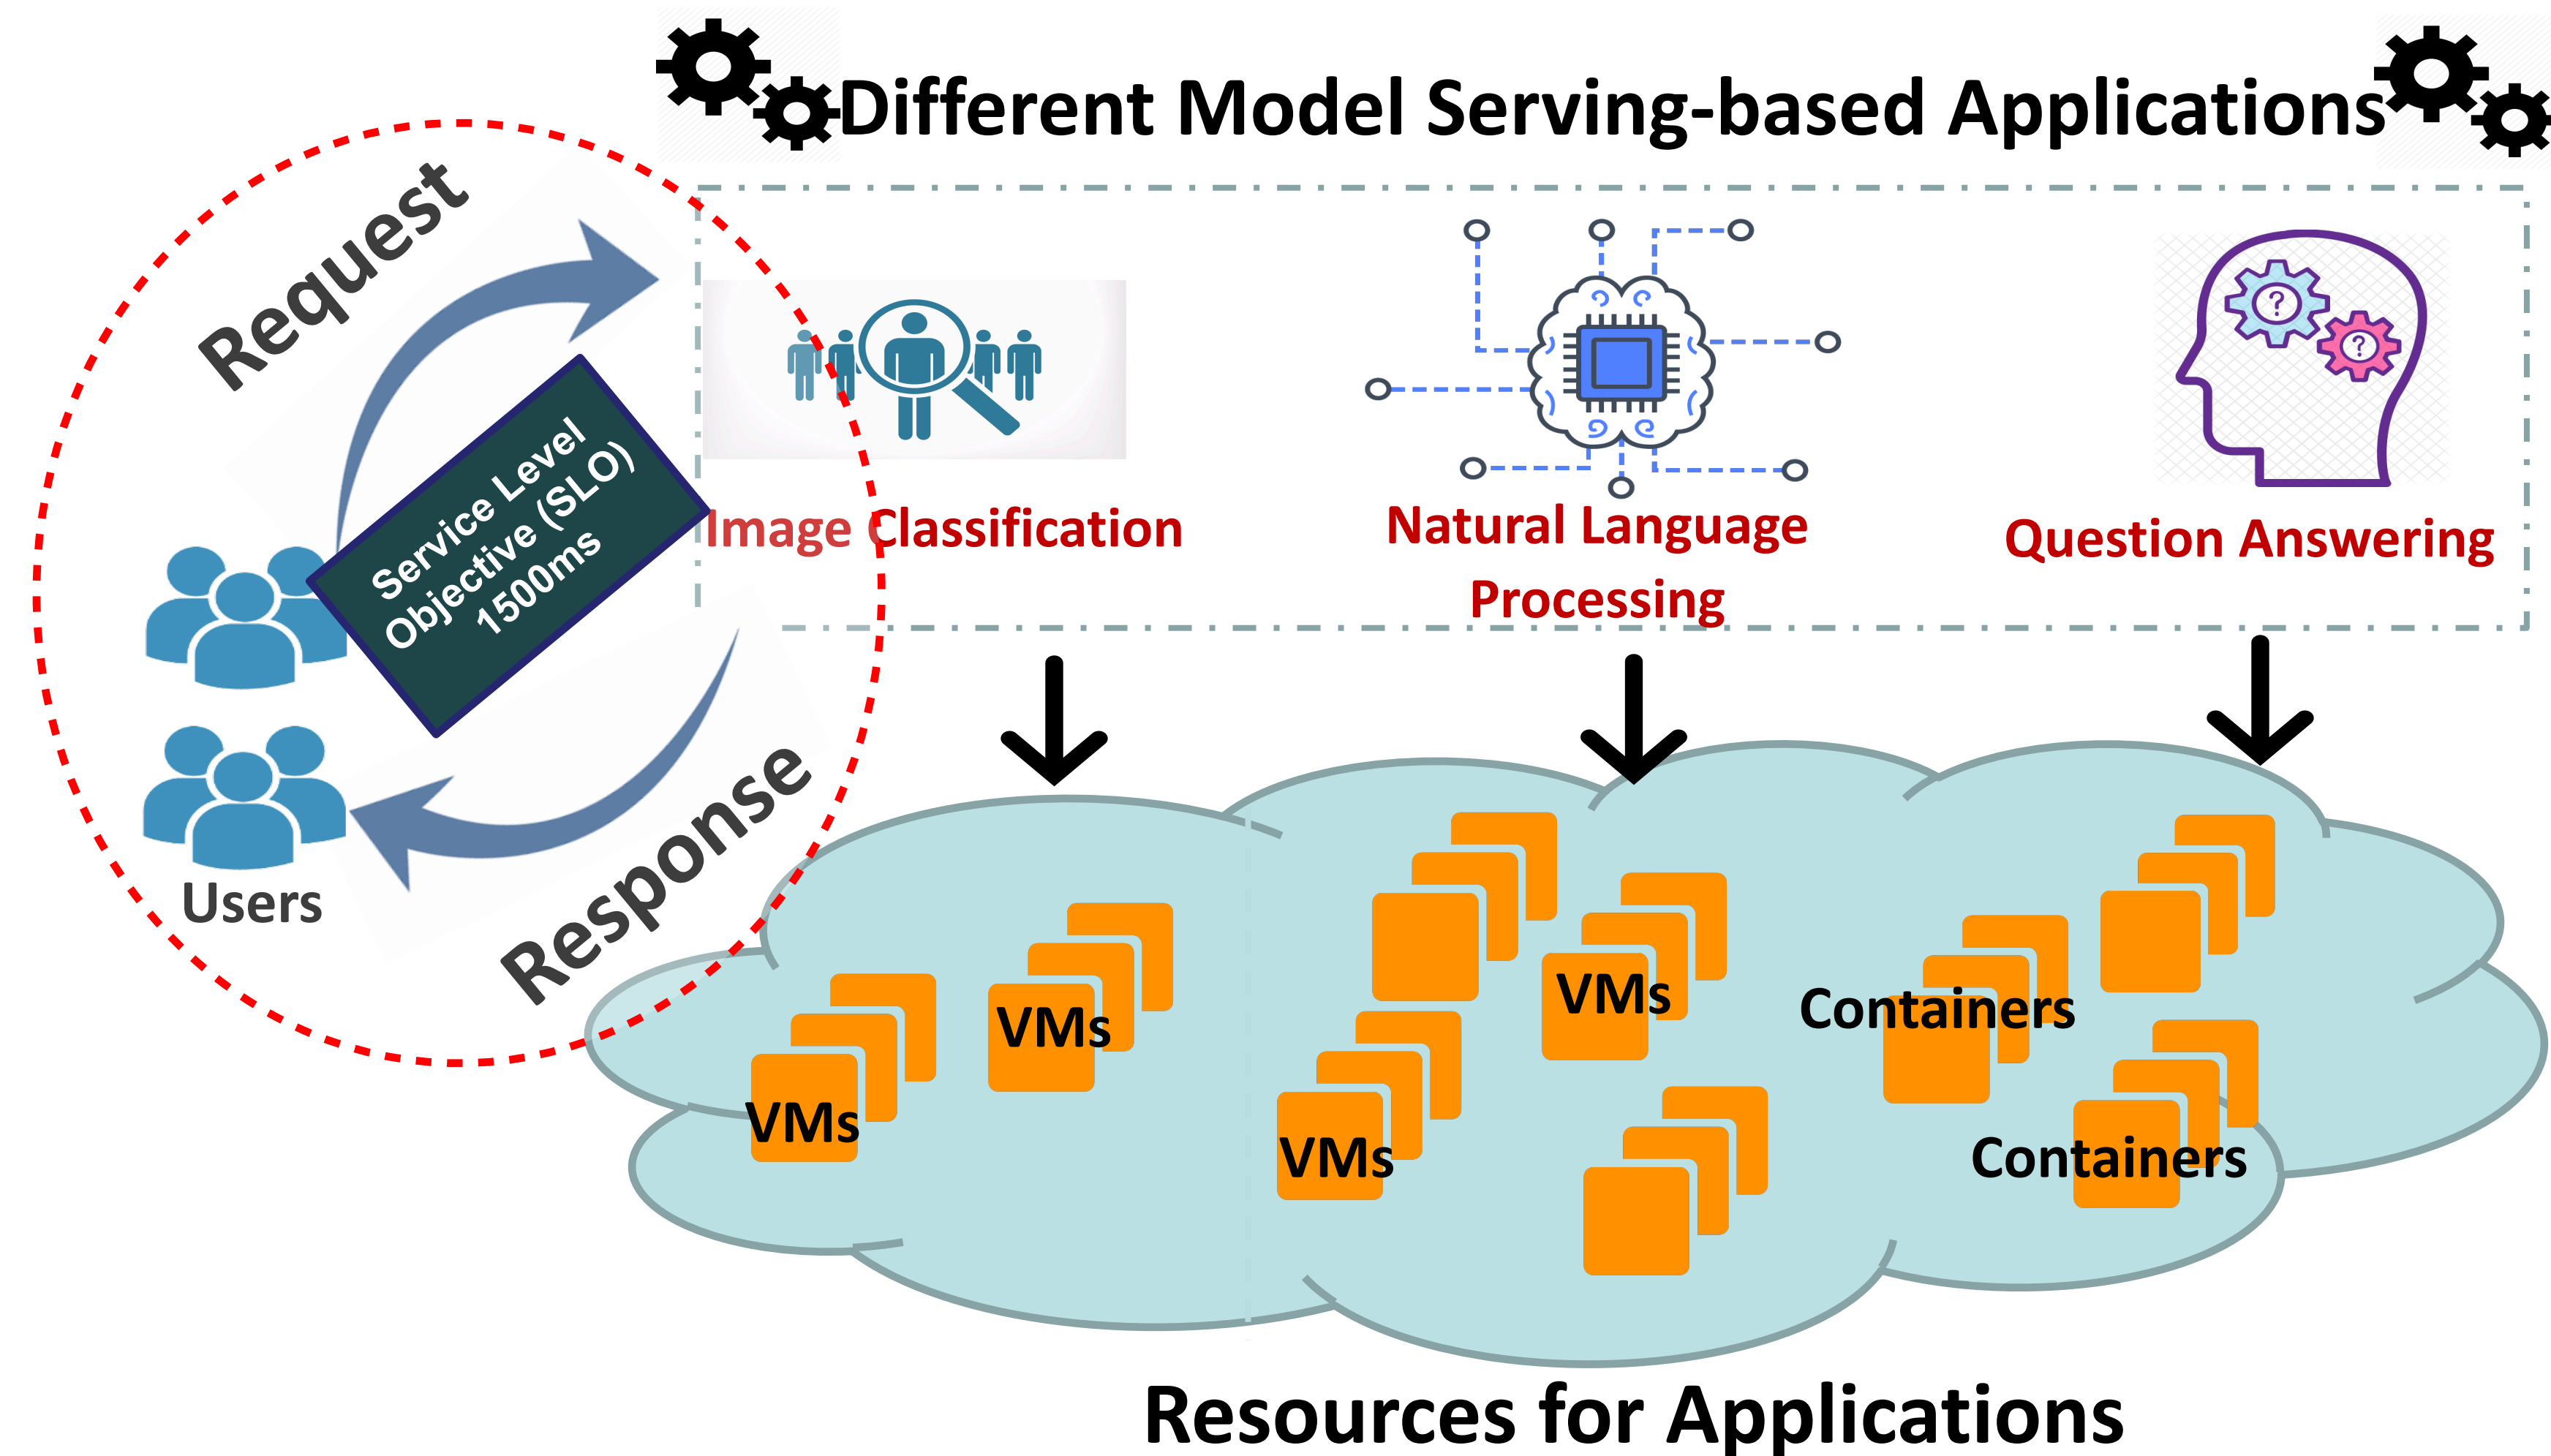 Different Model Serving-based Applications
Request
Service Level
Objective (SLO)
1500ms
Image Classification
Natural Language
Processing
Question Answering
?
?
Users
Response
VMs
VMs
VMs
VMs
Containers
Containers
Resources for Applications